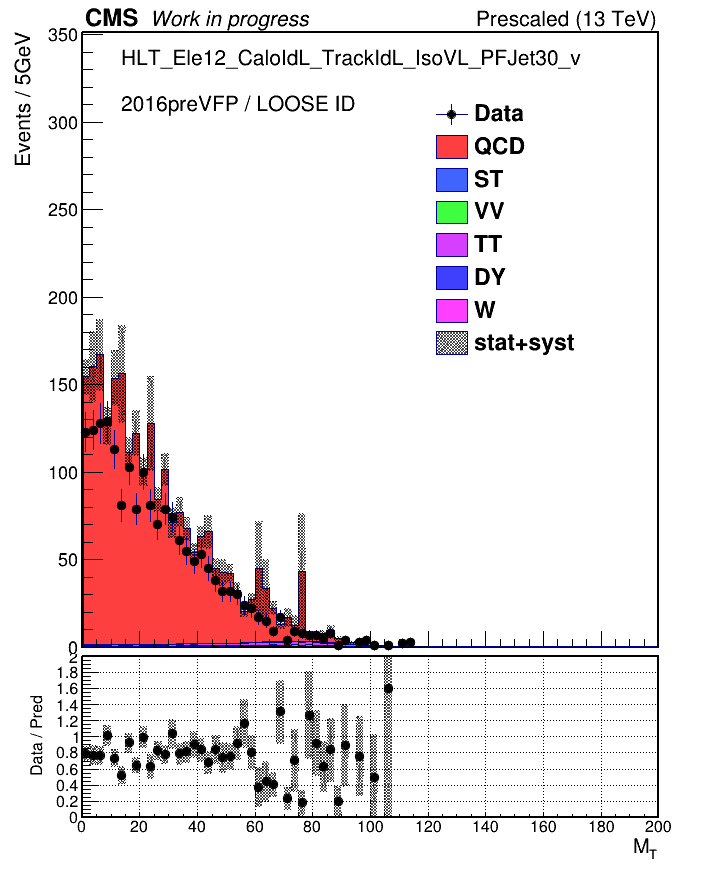 CMS Work in progress Prescaled (13 TeV)
Events / 5GeV
HLT_Ele12_CaloIdL_TrackIdL_IsoVL_PFJet30_v
2016preVFP / LOOSE ID
Data
QCD
ST
VV
TT
DY
W
stat+syst
350
300
250
200
150
100
50
0
Data / Pred
2
1.8
1.6
1.4
1.2
1
0.8
0.6
0.4
0.2
0
0 20 40 60 80 100 120 140 160 180 200
M_T